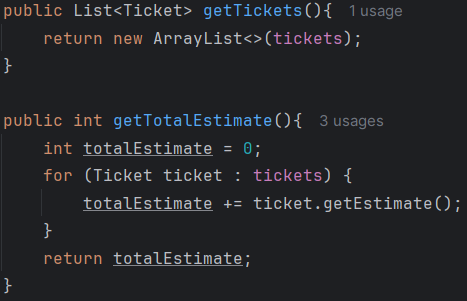 public List<Ticket> getTickets(){ 1 usage
    return new ArrayList<>(tickets);
}
public int getTotalEstimate(){ 3 usages
    int totalEstimate = 0;
    for (Ticket ticket : tickets) {
        totalEstimate += ticket.getEstimate();
    }
    return totalEstimate;
}